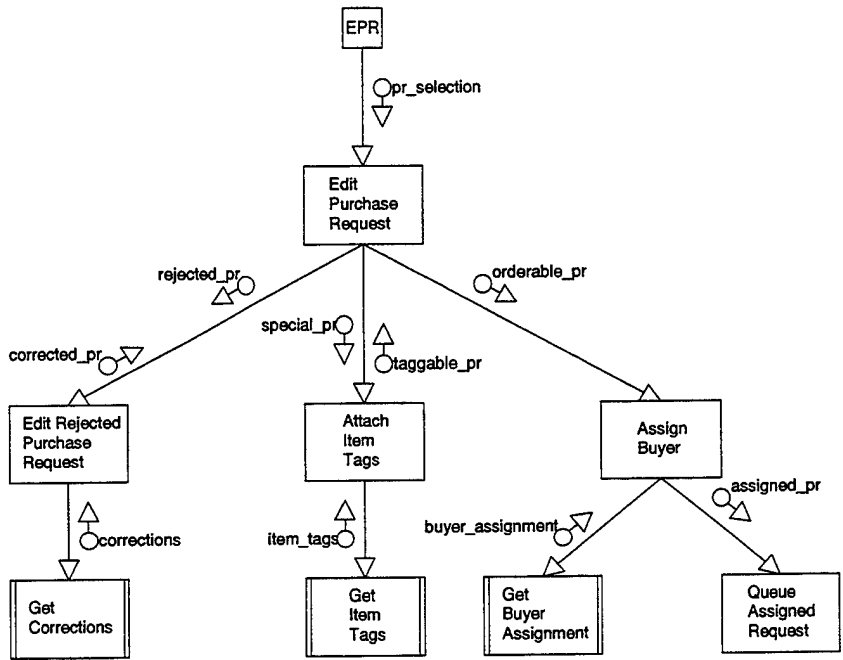 EPR
pr_selection
Edit
Purchase
Request
rejected_pr
orderable_pr
special_pr
corrected_pr
taggable_pr
Edit Rejected
Purchase
Request
Attach
Item
Tags
Assign
Buyer
corrections
item_tags
buyer_assignment
assigned_pr
Get
Corrections
Get
Item
Tags
Get
Buyer
Assignment
Queue
Assigned
Request